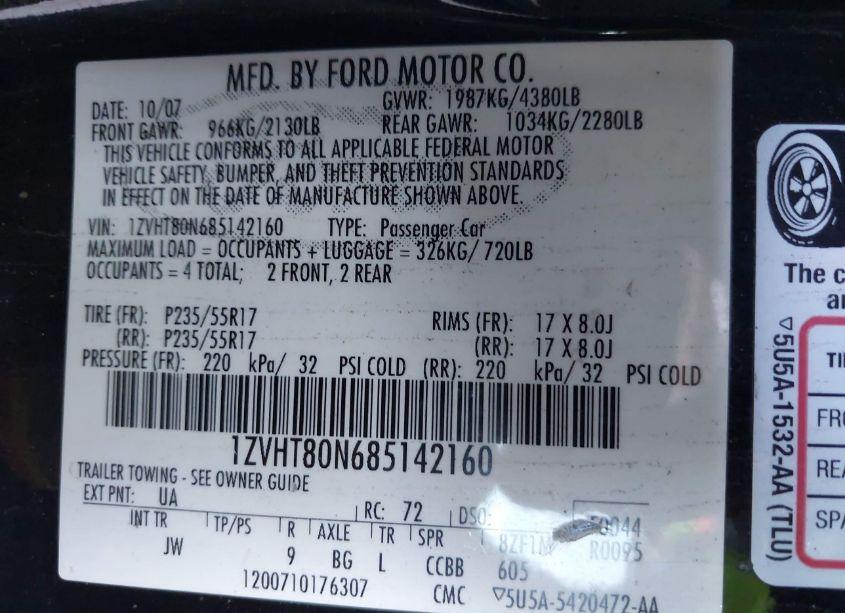 MFD. BY FORD MOTOR CO.
DATE: 10/07 GVWR: 1987KG/4380LB
FRONT GAWR: 966KG/2130LB REAR GAWR: 1034KG/2280LB
THIS VEHICLE CONFORMS TO ALL APPLICABLE FEDERAL MOTOR
VEHICLE SAFETY, BUMPER, AND THEFT PREVENTION STANDARDS
IN EFFECT ON THE DATE OF MANUFACTURE SHOWN ABOVE.
VIN: 1ZVHT80N685142160 TYPE: Passenger Car
MAXIMUM LOAD = OCCUPANTS + LUGGAGE = 326KG/ 720LB
OCCUPANTS = 4 TOTAL; 2 FRONT, 2 REAR
TIRE (FR): P235/55R17 RIMS (FR): 17 X 8.0J
(RR): P235/55R17 (RR): 17 X 8.0J
PRESSURE (FR): 220 kPa/ 32 PSI COLD (RR): 220 kPa/ 32 PSI COLD
1ZVHT80N685142160
TRAILER TOWING - SEE OWNER GUIDE
EXT PNT: UA RC: 72 DSO: 0044
INT TR TP/PS R AXLE TR SPR 8ZF1M R0095
JW 9 BG L CCBB 605
1200710176307 CMC ▽5U5A-5420472-AA
The
▽5U5A-1532-AA (TLU)